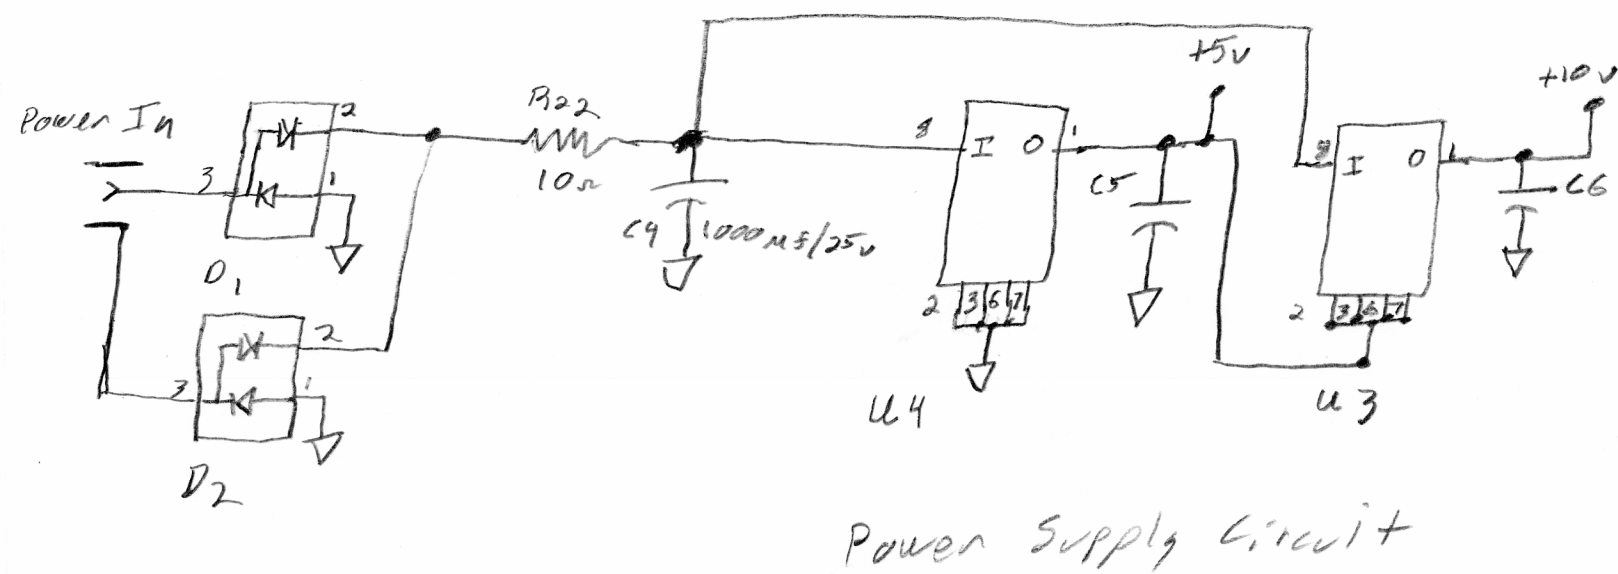 +5v
+10v
Power In
2
R22
8
1
I O
3
1
10Ω
C5
8
I O
1
C6
C4 1000µf/25v
D1
2 3 6 7
2 3 6 7
2
3
1
U4
U3
D2
Power Supply Circuit